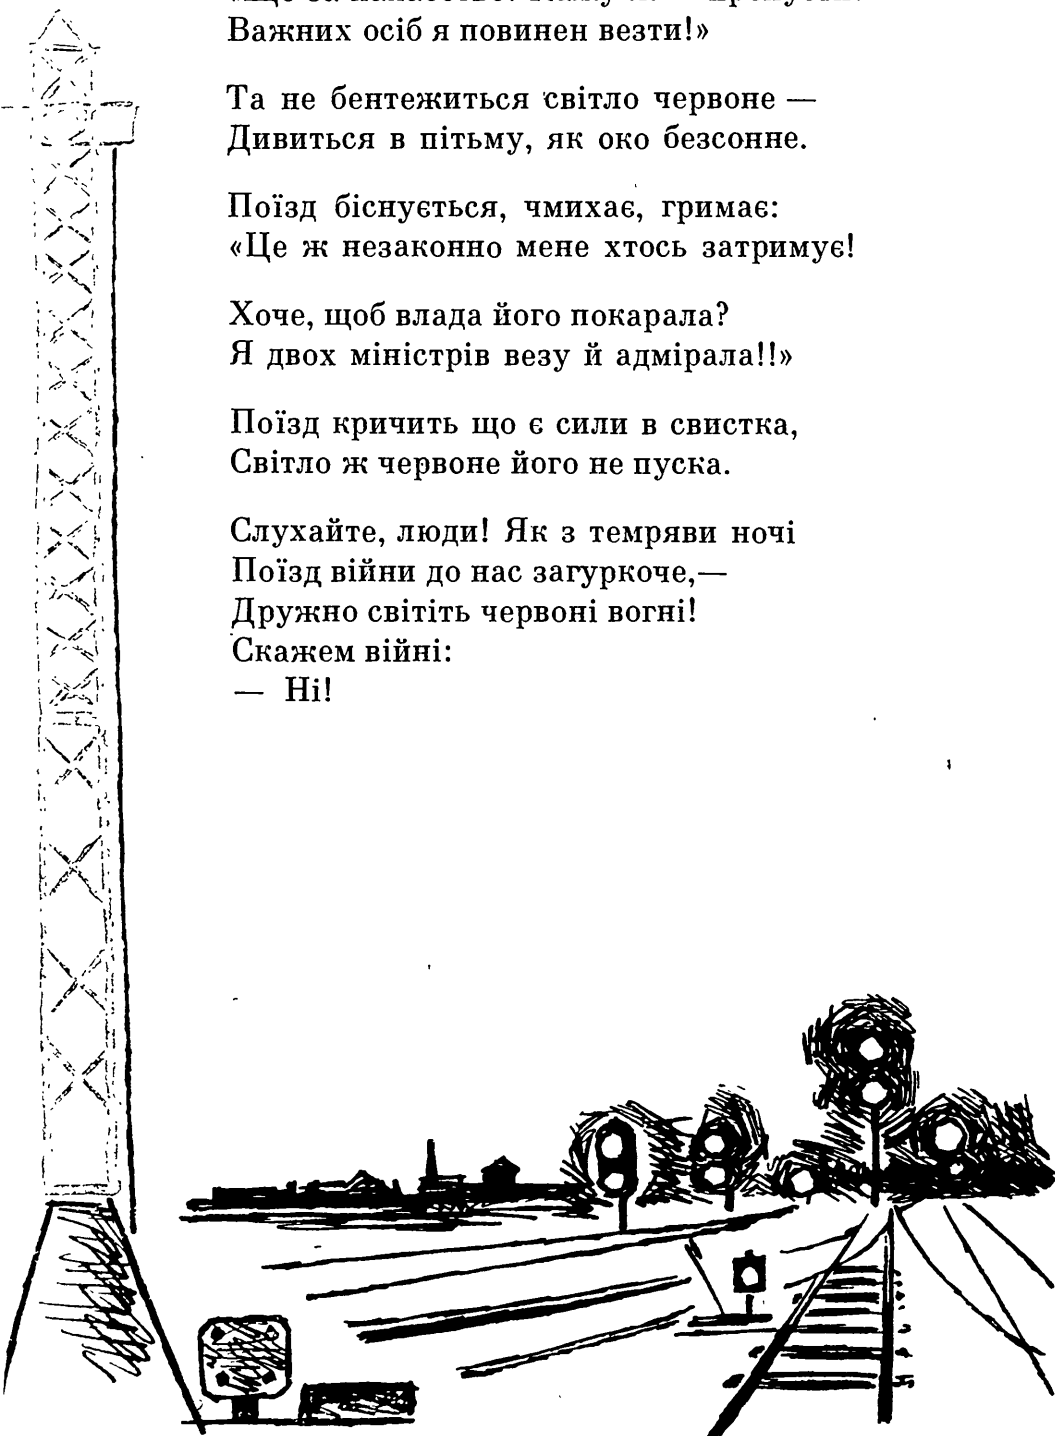 Важних осіб я повинен везти!»
Та не бентежиться світло червоне —
Дивиться в пітьму, як око безсонне.
Поїзд біснується, чмихає, гримає:
«Це ж незаконно мене хтось затримує!
Хоче, щоб влада його покарала?
Я двох міністрів везу й адмірала!!»
Поїзд кричить що є сили в свистка,
Світло ж червоне його не пуска.
Слухайте, люди! Як з темряви ночі
Поїзд війни до нас загуркоче,—
Дружно світіть червоні вогні!
Скажем війні:
— Ні!